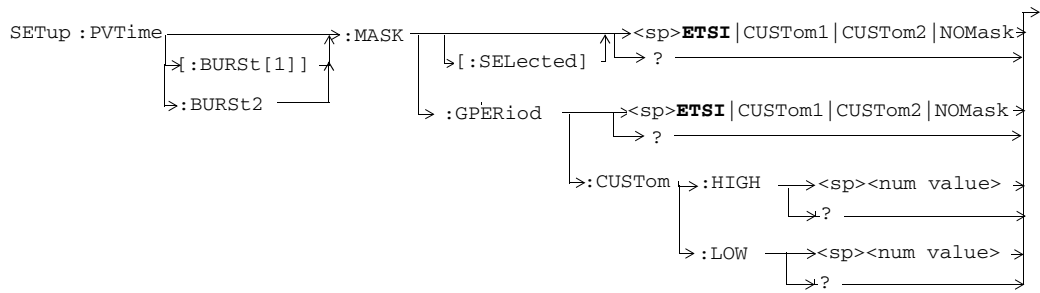 SETup :PVTime :MASK <sp>ETSI|CUSTom1|CUSTom2|NOMask
[:BURSt[1]] [:SELected] ?
:BURSt2
:GPERiod <sp>ETSI|CUSTom1|CUSTom2|NOMask
?
:CUSTom :HIGH <sp><num value>
?
:LOW <sp><num value>
?